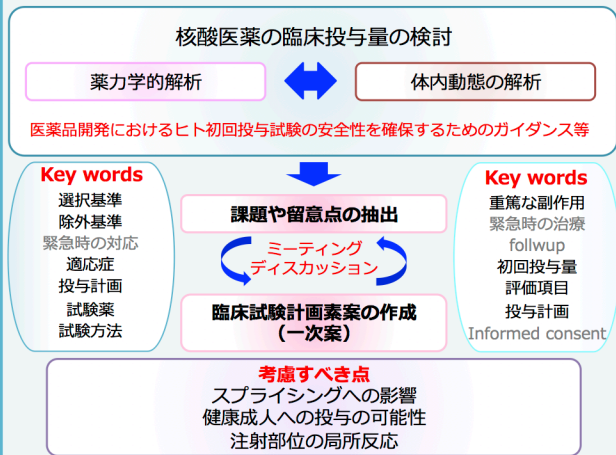 核酸医薬の臨床投与量の検討
薬力学的解析
体内動態の解析
医薬品開発におけるヒト初回投与試験の安全性を確保するためのガイダンス等
Key words
選択基準
除外基準
緊急時の対応
適応症
投与計画
試験薬
試験方法
課題や留意点の抽出
ミーティング
ディスカッション
臨床試験計画素案の作成
（一次案）
Key words
重篤な副作用
緊急時の治療
follwup
初回投与量
評価項目
投与計画
Informed consent
考慮すべき点
スプライシングへの影響
健康成人への投与の可能性
注射部位の局所反応